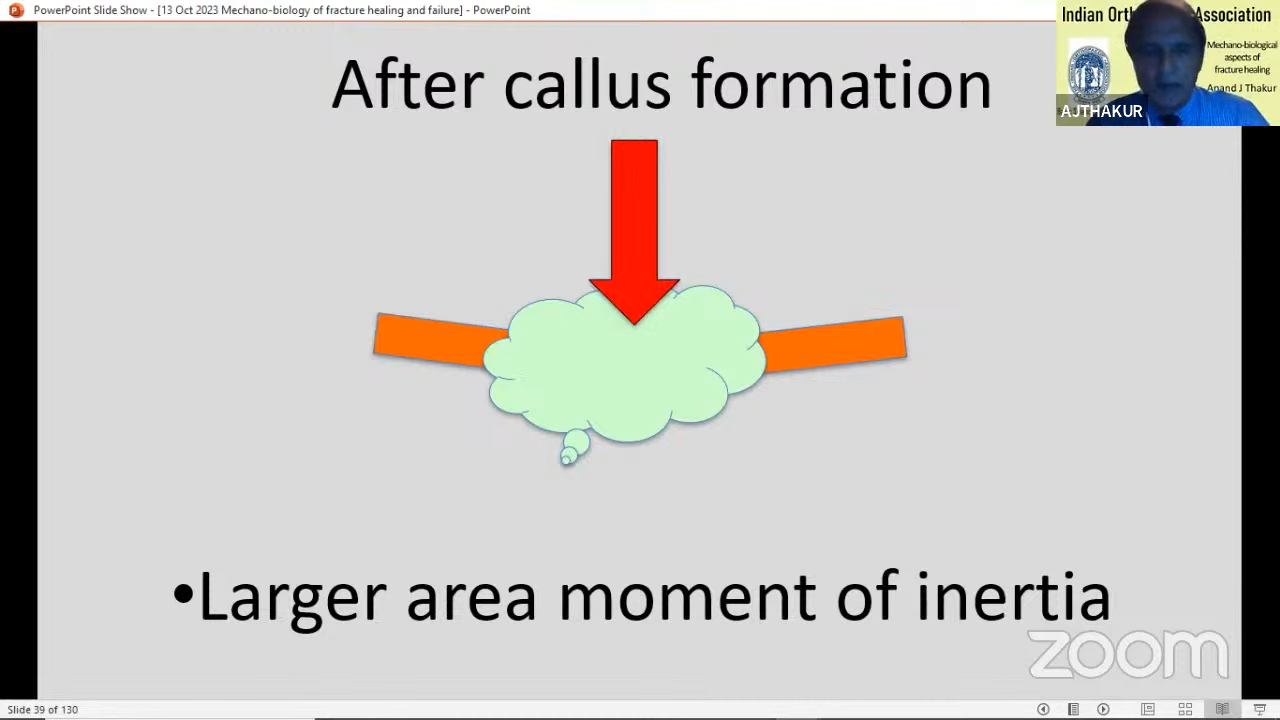 PowerPoint Slide Show - [13 Oct 2023 Mechano-biology of fracture healing and failure] - PowerPoint
Indian Orth Association
Mechano-biological
aspects of
fracture healing
Anand J Thakur
AJTHAKUR
After callus formation
•Larger area moment of inertia
zoom
Slide 39 of 130